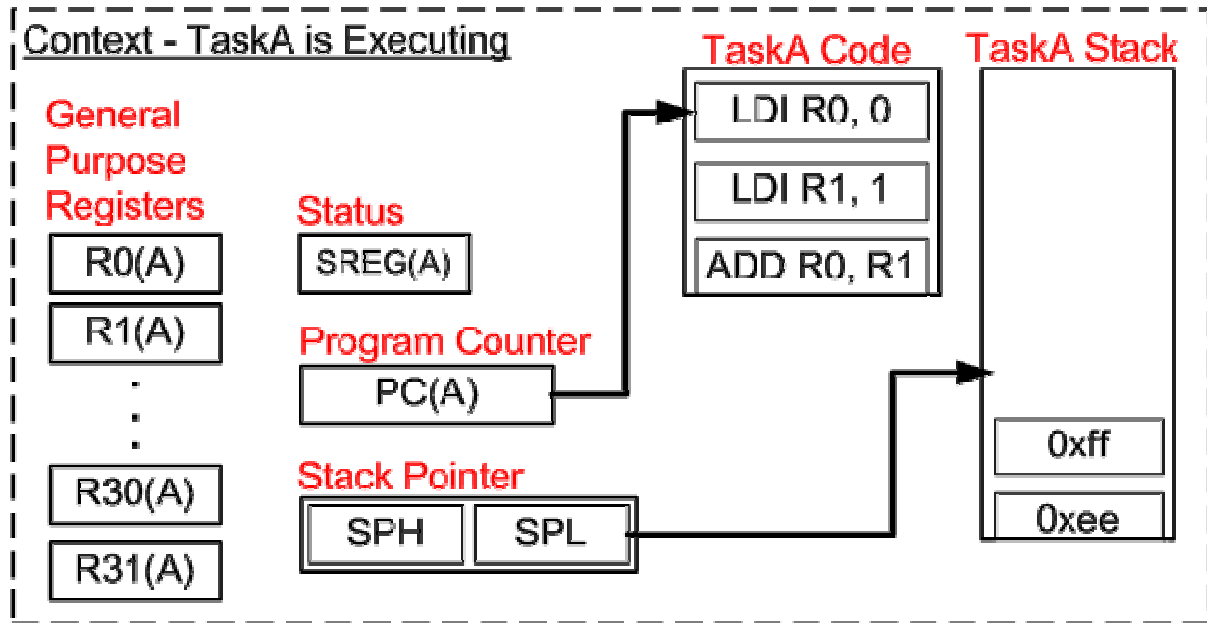 Context - TaskA is Executing
General
Purpose
Registers
R0(A)
R1(A)
.
.
.
R30(A)
R31(A)
Status
SREG(A)
Program Counter
PC(A)
Stack Pointer
SPH
SPL
TaskA Code
LDI R0, 0
LDI R1, 1
ADD R0, R1
TaskA Stack
0xff
0xee